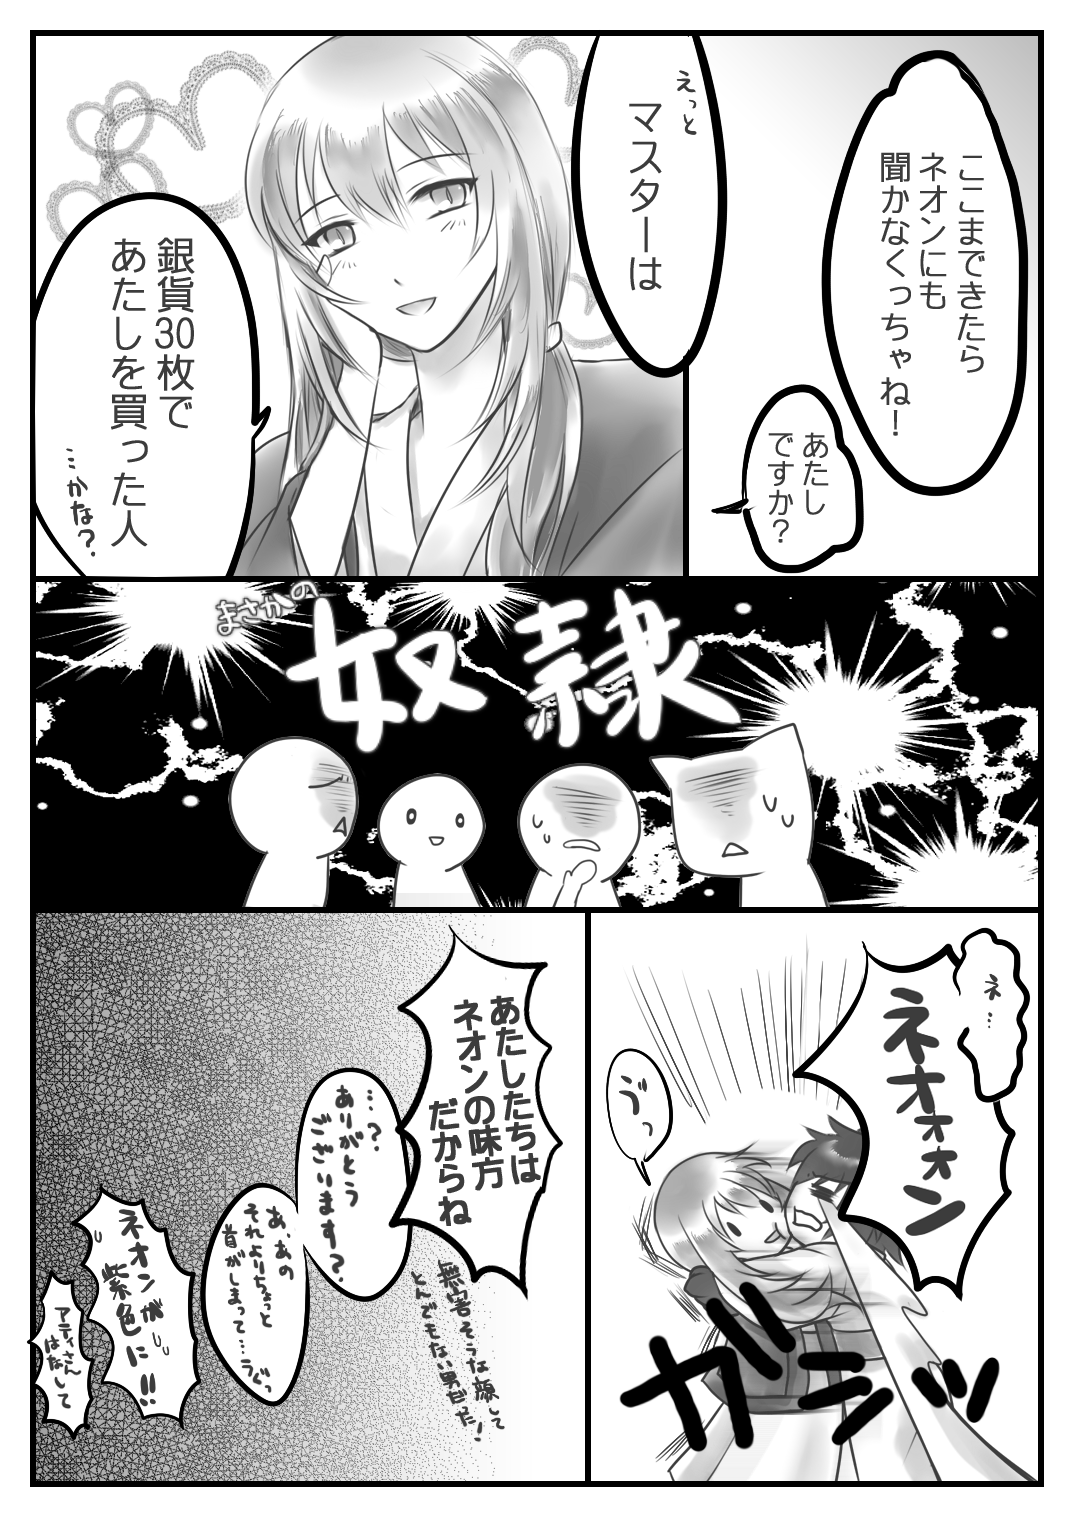 ここまできたら
ネオンにも
聞かなくっちゃね！
あたし
ですか？
えっと
マスターは
銀貨30枚で
あたしを買った人
…かな？
まさかの
奴隷
ネ…
ネオォォン
ゔっ
ガラッ
あたしたちは
ネオンの味方
だからね
…？
ありがとう
ございます？
無害そうな顔して
とんでもない男だった！
あ、あの
それよりちょっと
首がしまって…うぐっ
ネオンが
紫色に!!
アティさん
はなして